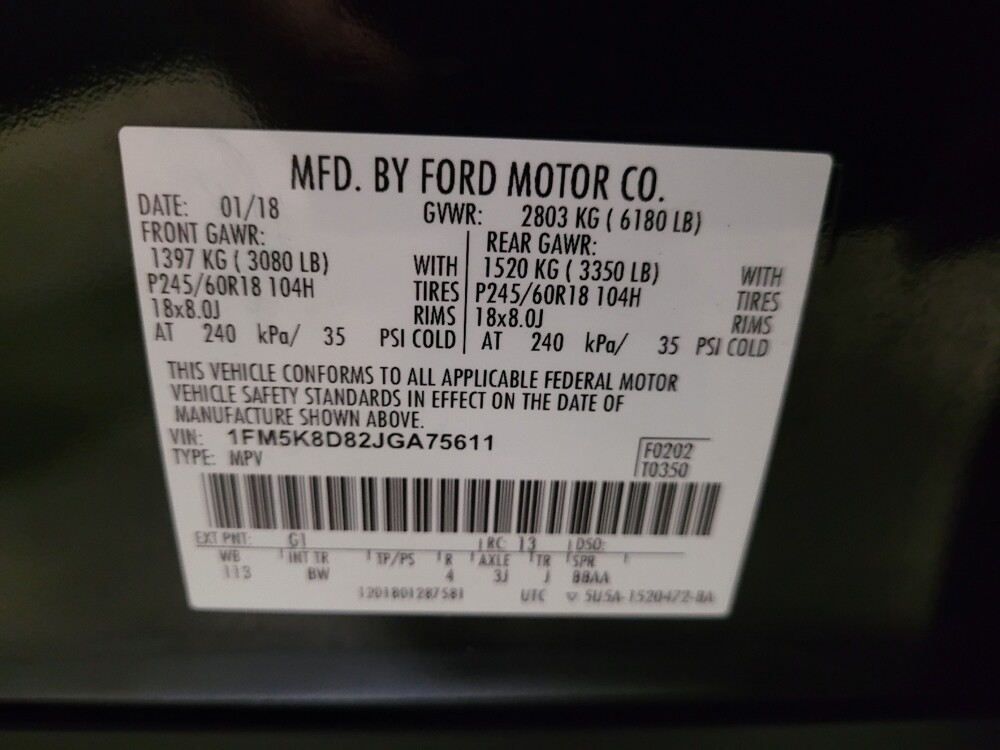 MFD. BY FORD MOTOR CO.
DATE: 01/18 GVWR: 2803 KG ( 6180 LB)
FRONT GAWR: REAR GAWR:
1397 KG ( 3080 LB) WITH 1520 KG ( 3350 LB) WITH
P245/60R18 104H TIRES P245/60R18 104H TIRES
18x8.0J RIMS 18x8.0J RIMS
AT 240 kPa/ 35 PSI COLD AT 240 kPa/ 35 PSI COLD
THIS VEHICLE CONFORMS TO ALL APPLICABLE FEDERAL MOTOR
VEHICLE SAFETY STANDARDS IN EFFECT ON THE DATE OF
MANUFACTURE SHOWN ABOVE.
VIN: 1FM5K8D82JGA75611 F0202
TYPE: MPV T0350
EXT PNT: G1 RC: 13 DSO:
WB INT TR TP/PS R AXLE TR SPR
113 BW 4 3J J BBAA
1201801287581 UTC ▽ 5U5A-1520472-BA